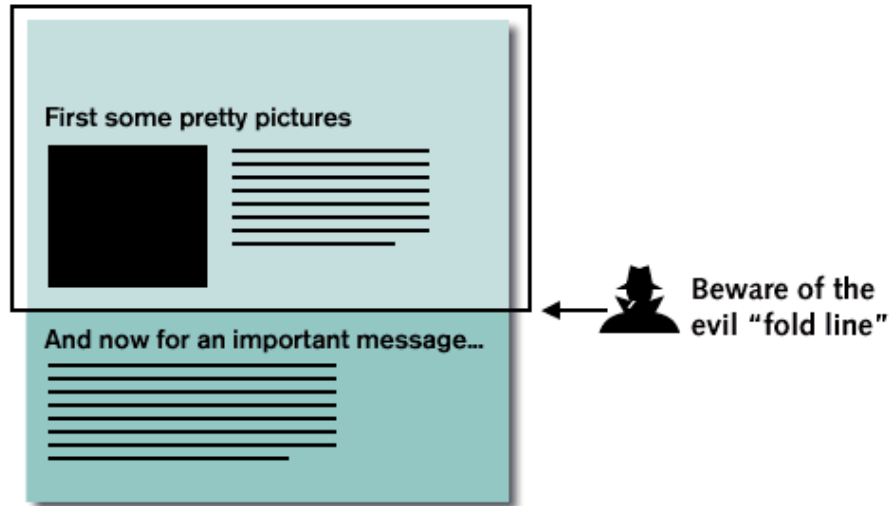 First some pretty pictures
And now for an important message...
Beware of the
evil “fold line”